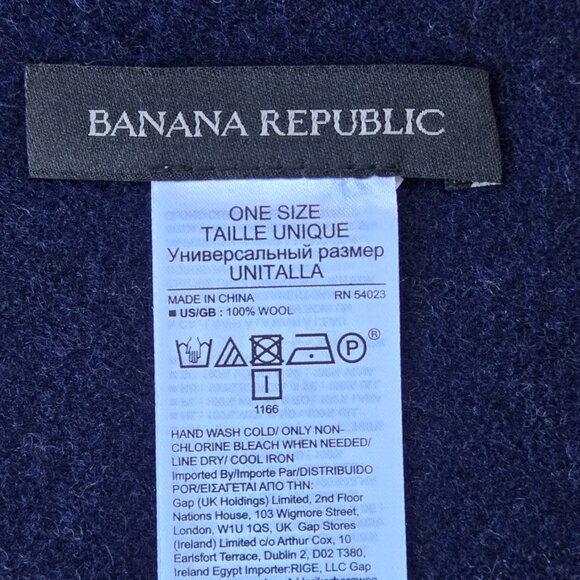 BANANA REPUBLIC
ONE SIZE
TAILLE UNIQUE
Универсальный размер
UNITALLA
MADE IN CHINA RN 54023
■ US/GB : 100% WOOL
P ®
1166
HAND WASH COLD/ ONLY NON-
CHLORINE BLEACH WHEN NEEDED/
LINE DRY/ COOL IRON
Imported By/Importe Par/DISTRIBUIDO
POR/ΕΙΣΑΓΕΤΑΙ ΑΠΟ ΤΗΝ:
Gap (UK Holdings) Limited, 2nd Floor
Nations House, 103 Wigmore Street,
London, W1U 1QS, UK Gap Stores
(Ireland) Limited c/o Arthur Cox, 10
Earlsfort Terrace, Dublin 2, D02 T380,
Ireland Egypt Importer:RIGE, LLC Gap